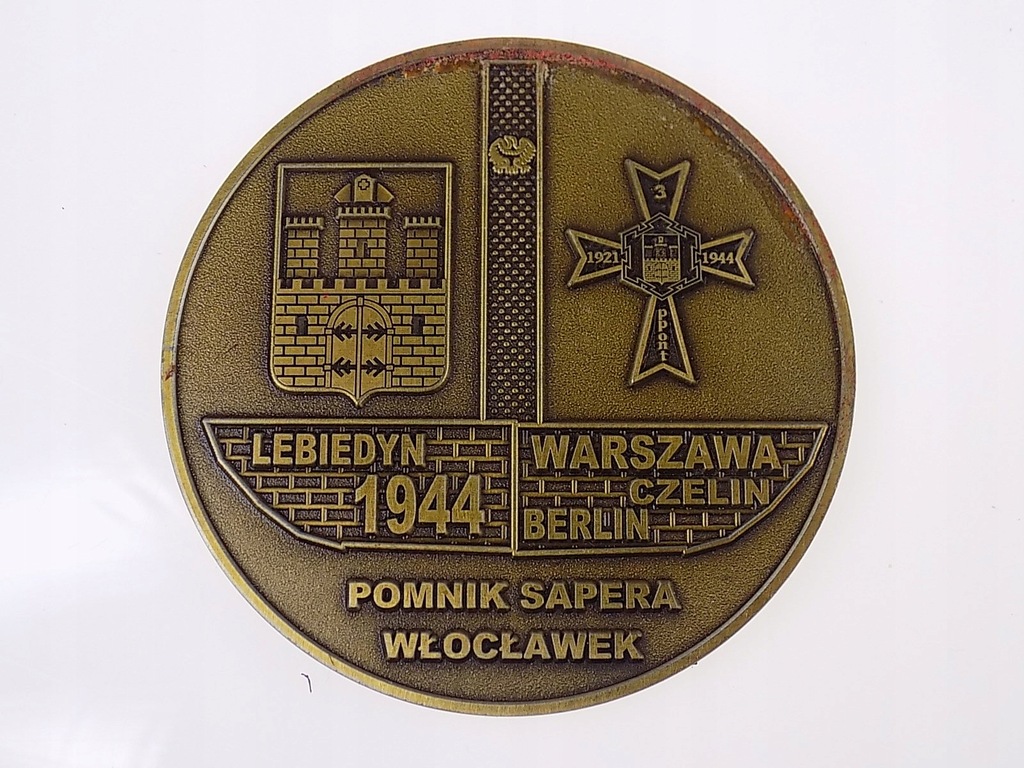 3
1921 1944
ppont
LEBIEDYN
1944
WARSZAWA
CZELIN
BERLIN
POMNIK SAPERA
WŁOCŁAWEK